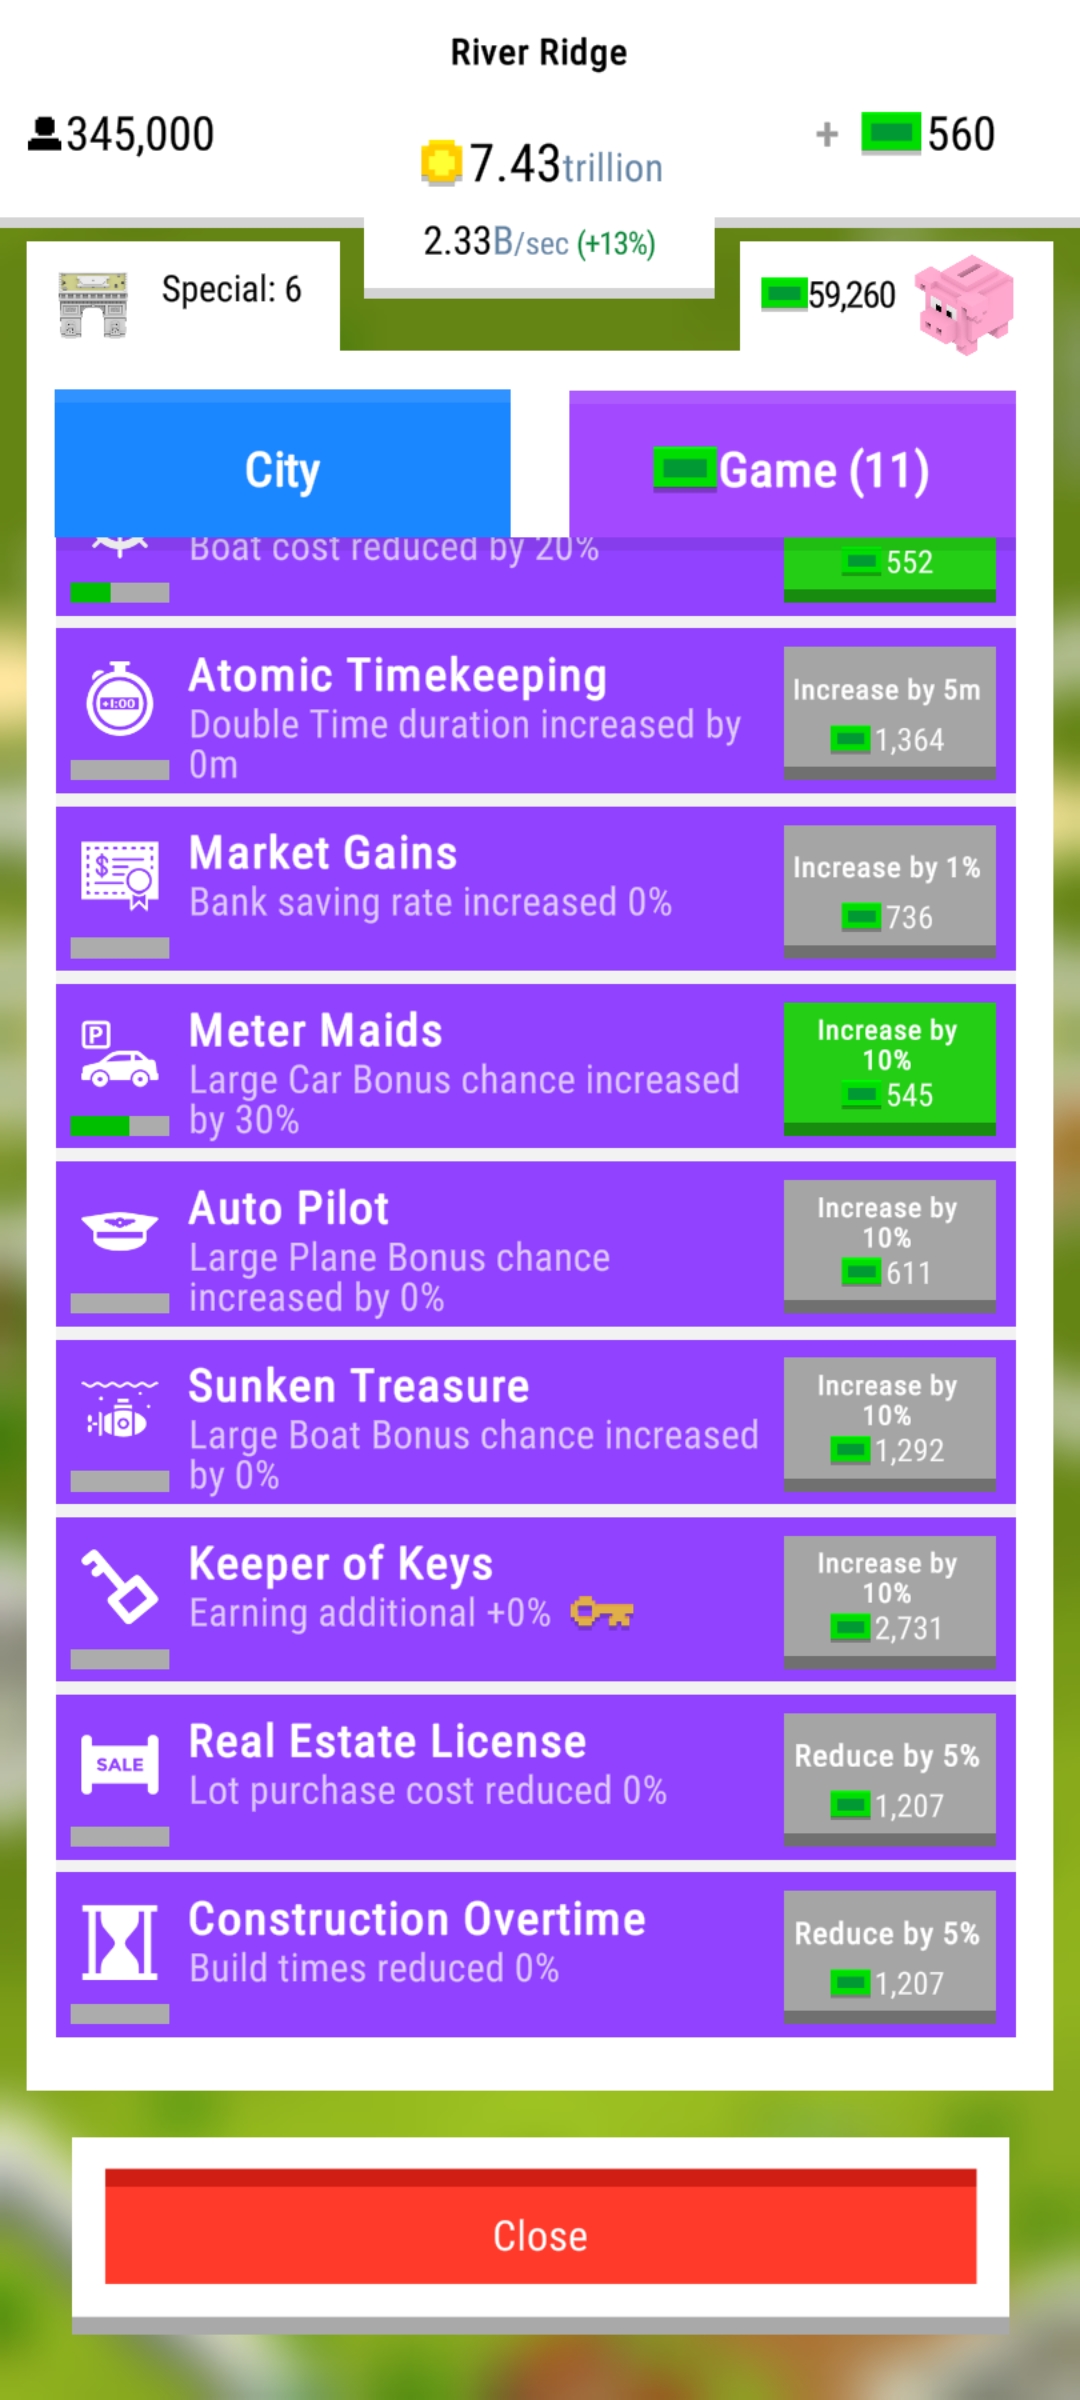 River Ridge
345,000
7.43trillion
+ 560
2.33B/sec (+13%)
Special: 6
59,260
City
Game (11)
Boat cost reduced by 20%
552
Atomic Timekeeping
Double Time duration increased by
0m
Increase by 5m
1,364
Market Gains
Bank saving rate increased 0%
Increase by 1%
736
Meter Maids
Large Car Bonus chance increased
by 30%
Increase by
10%
545
Auto Pilot
Large Plane Bonus chance
increased by 0%
Increase by
10%
611
Sunken Treasure
Large Boat Bonus chance increased
by 0%
Increase by
10%
1,292
Keeper of Keys
Earning additional +0%
Increase by
10%
2,731
SALE
Real Estate License
Lot purchase cost reduced 0%
Reduce by 5%
1,207
Construction Overtime
Build times reduced 0%
Reduce by 5%
1,207
Close